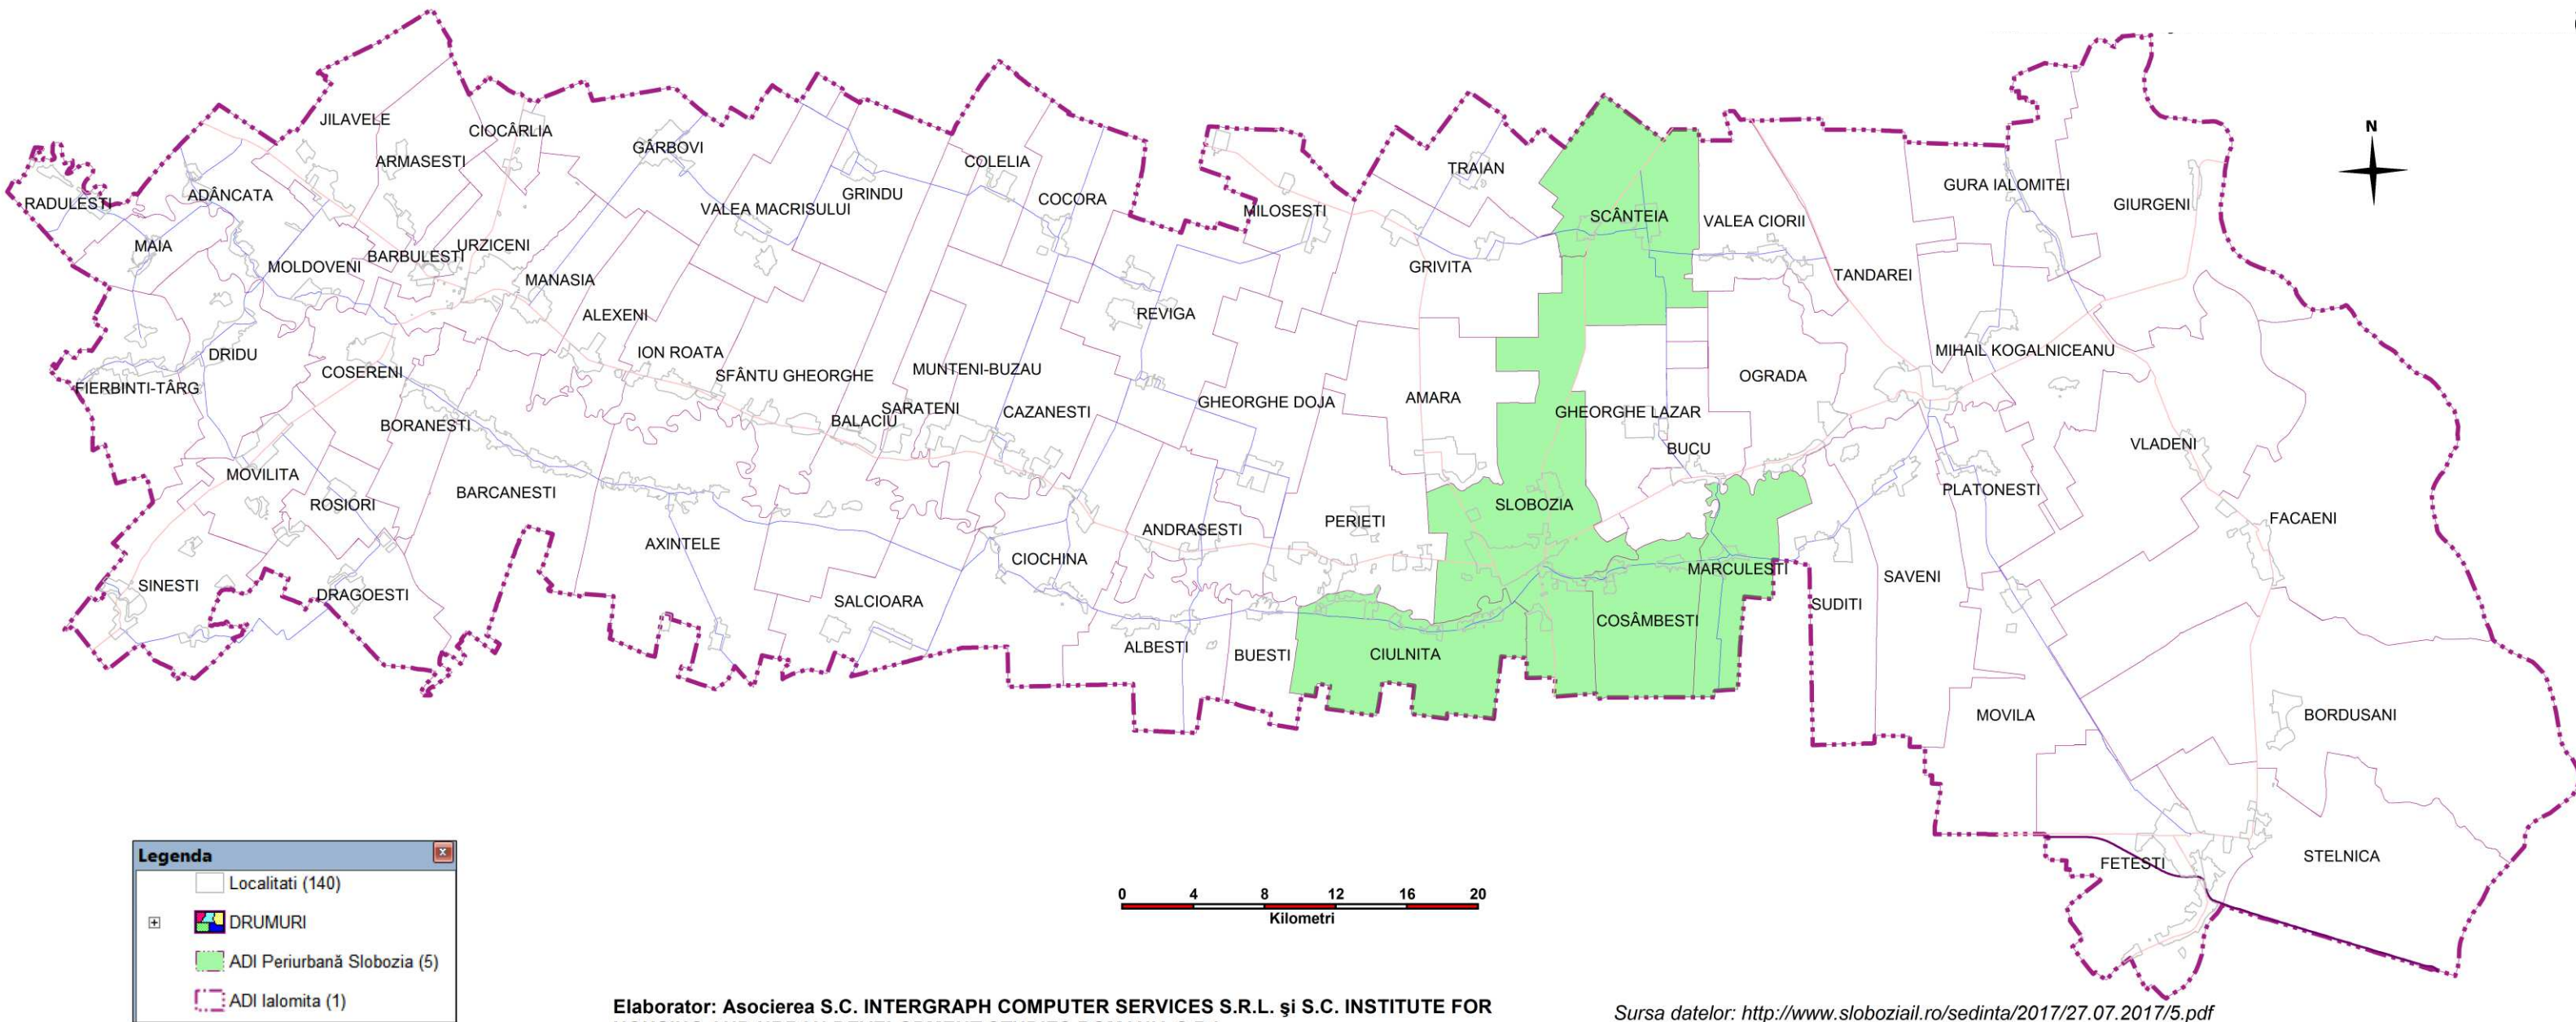 N
JILAVELE
CIOCÂRLIA
ARMASESTI
GÂRBOVI
COLELIA
TRAIAN
RADULESTI
ADÂNCATA
VALEA MACRISULUI
GRINDU
COCORA
MILOSESTI
SCÂNTEIA
VALEA CIORII
GURA IALOMITEI
GIURGENI
MAIA
MOLDOVENI
BARBULESTI
URZICENI
MANASIA
GRIVITA
TANDAREI
ALEXENI
REVIGA
DRIDU
COSERENI
ION ROATA
SFÂNTU GHEORGHE
MUNTENI-BUZAU
MIHAIL KOGALNICEANU
FIERBINTI-TÂRG
OGRADA
BORANESTI
BALACIU
SARATENI
CAZANESTI
GHEORGHE DOJA
AMARA
GHEORGHE LAZAR
BUCU
VLADENI
MOVILITA
ROSIORI
BARCANESTI
SLOBOZIA
PLATONESTI
AXINTELE
ANDRASESTI
PERIETI
FACAENI
SINESTI
DRAGOESTI
CIOCHINA
MARCULESTI
SAVENI
SALCIOARA
SUDITI
COSÂMBESTI
ALBESTI
BUESTI
CIULNITA
MOVILA
BORDUSANI
FETESTI
STELNICA
Legenda
Localitati (140)
DRUMURI
ADI Periurbană Slobozia (5)
ADI Ialomita (1)
0 4 8 12 16 20
Kilometri
Elaborator: Asocierea S.C. INTERGRAPH COMPUTER SERVICES S.R.L. şi S.C. INSTITUTE FOR
Sursa datelor: http://www.sloboziail.ro/sedinta/2017/27.07.2017/5.pdf